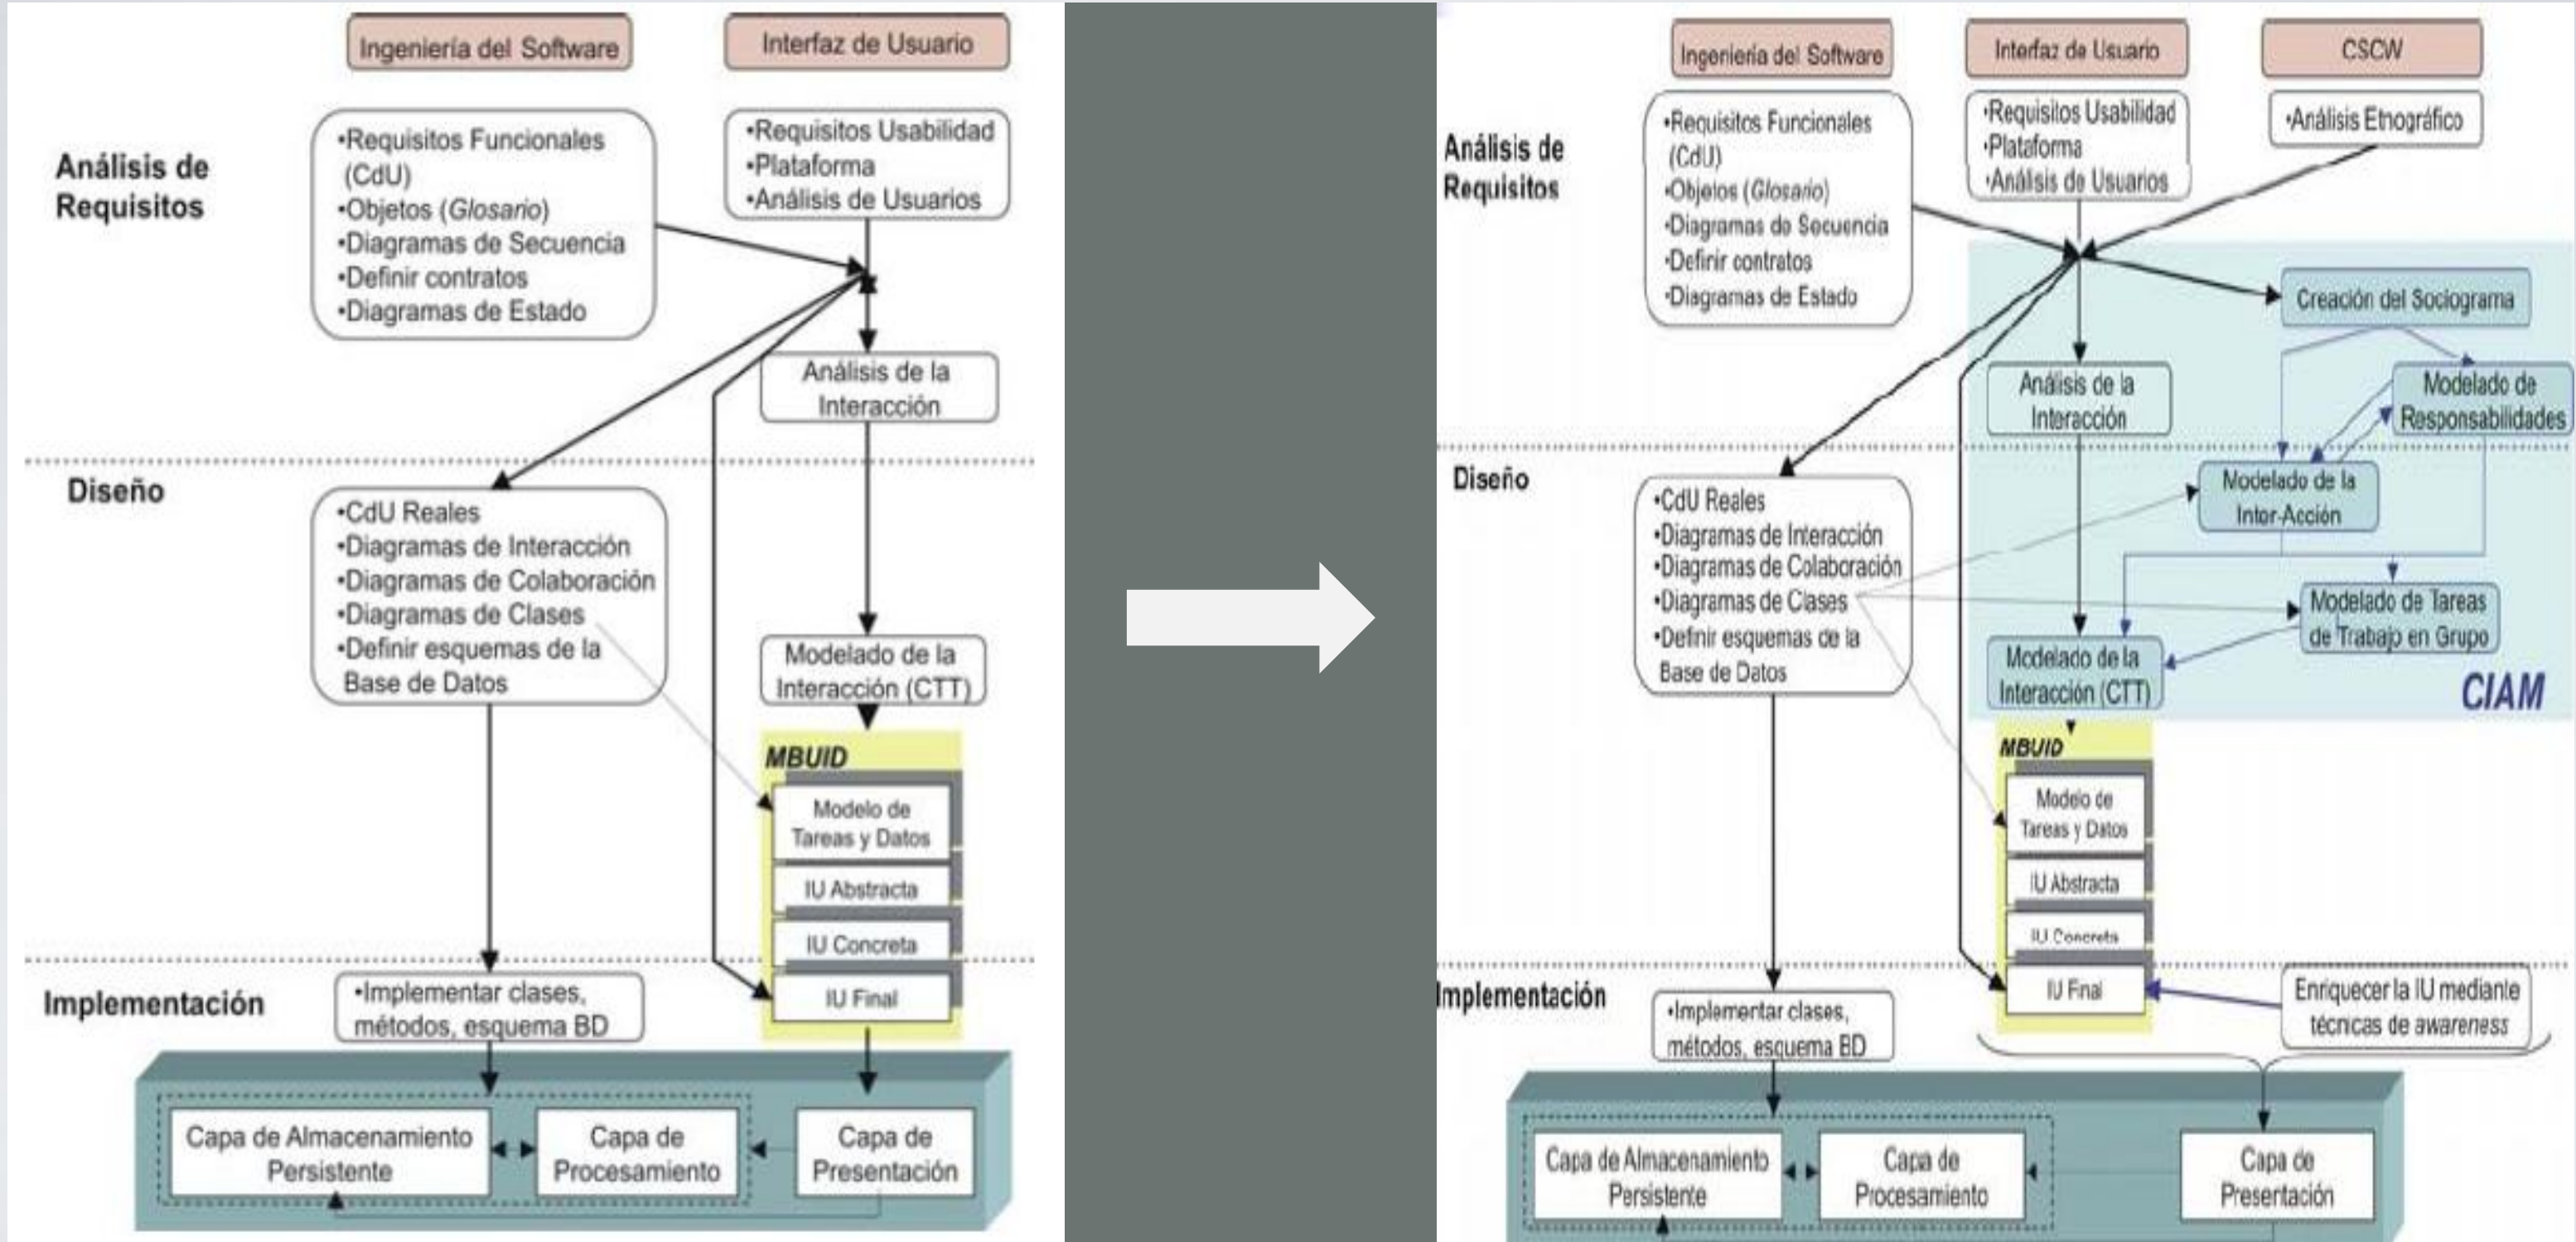 Ingeniería del Software
Interfaz de Usuario
Análisis de
Requisitos
•Requisitos Funcionales
(CdU)
•Objetos (Glosario)
•Diagramas de Secuencia
•Definir contratos
•Diagramas de Estado
•Requisitos Usabilidad
•Plataforma
•Análisis de Usuarios
Análisis de la
Interacción
Diseño
•CdU Reales
•Diagramas de Interacción
•Diagramas de Colaboración
•Diagramas de Clases
•Definir esquemas de la
Base de Datos
Modelado de la
Interacción (CTT)
MBUID
Modelo de
Tareas y Datos
IU Abstracta
IU Concreta
IU Final
Implementación
•Implementar clases,
métodos, esquema BD
Capa de Almacenamiento
Persistente
Capa de
Procesamiento
Capa de
Presentación
Ingeniería del Software
Interfaz de Usuario
CSCW
Análisis de
Requisitos
•Requisitos Funcionales
(CdU)
•Objetos (Glosario)
•Diagramas de Secuencia
•Definir contratos
•Diagramas de Estado
•Requisitos Usabilidad
•Plataforma
•Análisis de Usuarios
•Análisis Etnográfico
Creación del Sociograma
Análisis de la
Interacción
Modelado de
Responsabilidades
Diseño
•CdU Reales
•Diagramas de Interacción
•Diagramas de Colaboración
•Diagramas de Clases
•Definir esquemas de la
Base de Datos
Modelado de la
Inter-Acción
Modelado de Tareas
de Trabajo en Grupo
Modelado de la
Interacción (CTT)
CIAM
MBUID
Modelo de
Tareas y Datos
IU Abstracta
IU Concreta
IU Final
Implementación
•Implementar clases,
métodos, esquema BD
Enriquecer la IU mediante
técnicas de awareness
Capa de Almacenamiento
Persistente
Capa de
Procesamiento
Capa de
Presentación